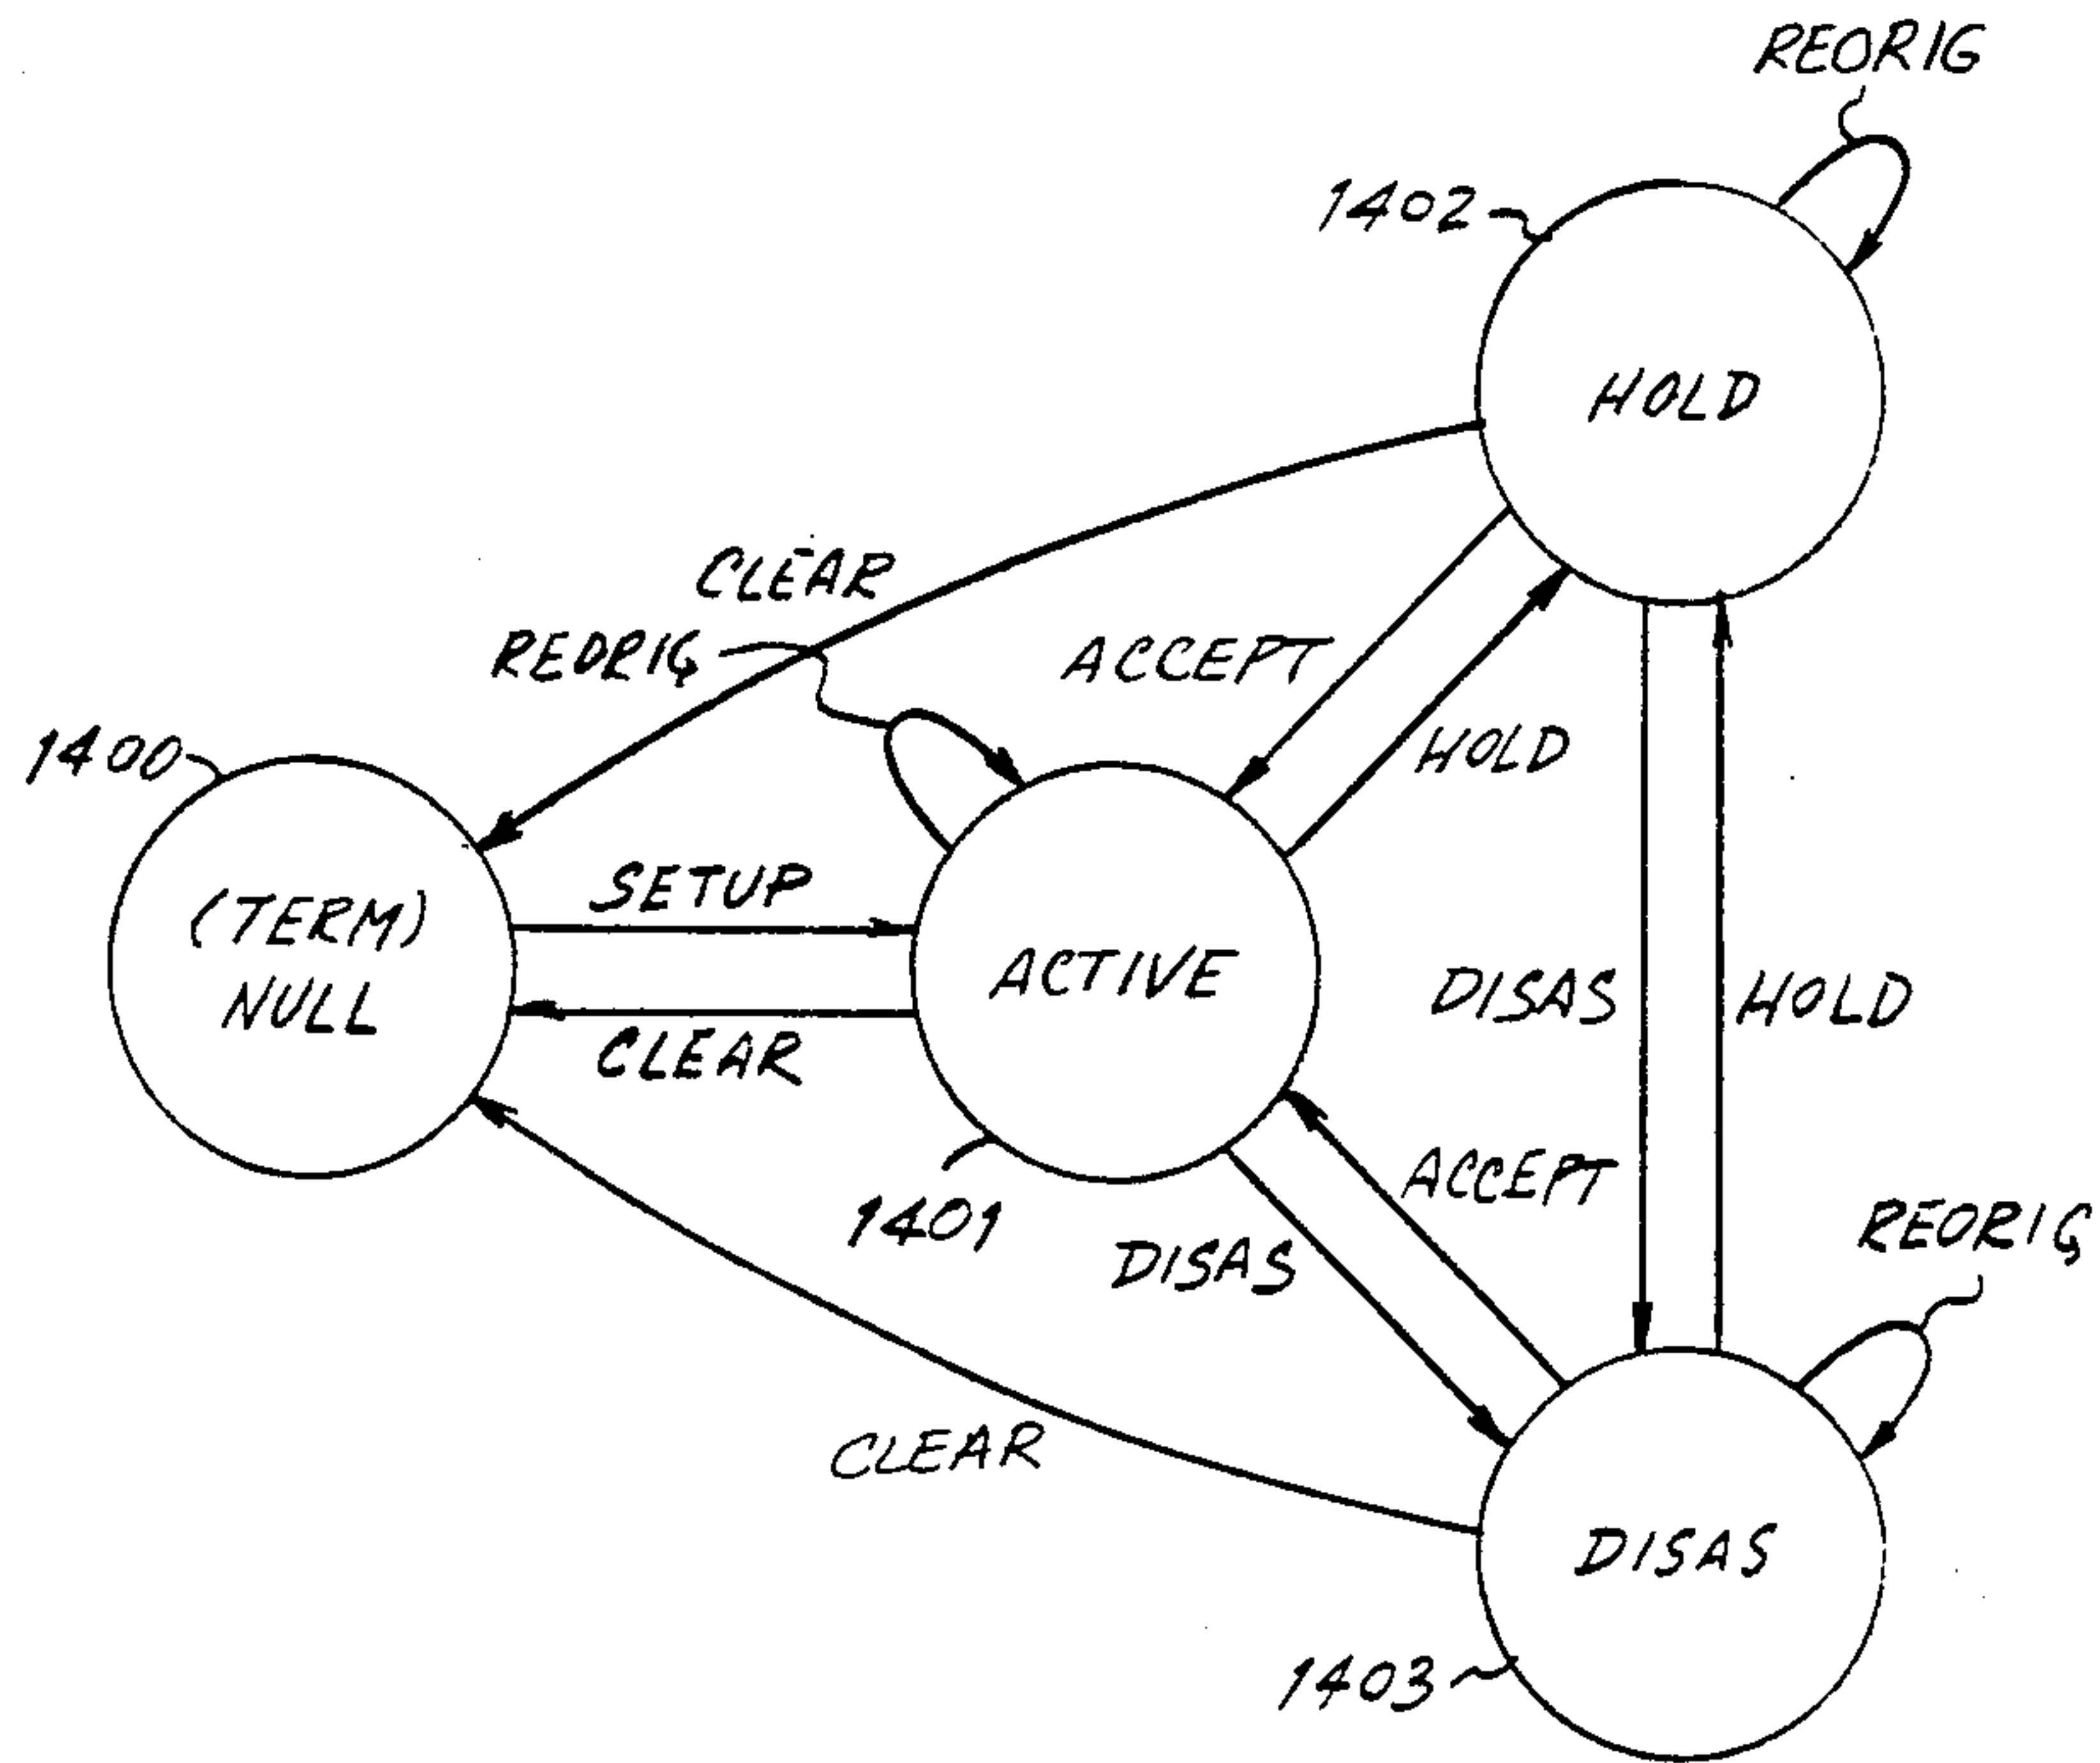 REORIG
1402
HOLD
CLEAR
REORIG
ACCEPT
HOLD
1400
SETUP
(TERM)
NULL
ACTIVE
DISAS
HOLD
CLEAR
ACCEPT
1401
DISAS
REORIG
CLEAR
DISAS
1403